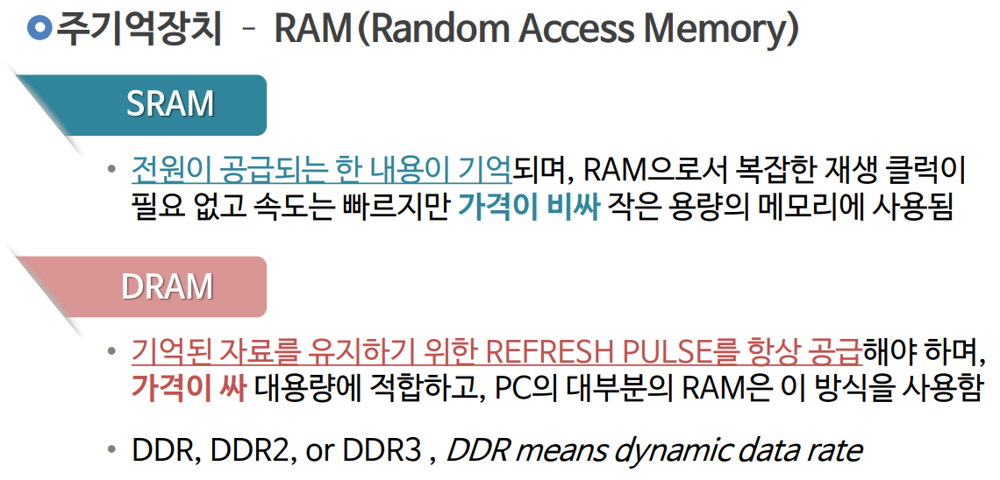 주기억장치 - RAM(Random Access Memory)
SRAM
• 전원이 공급되는 한 내용이 기억되며, RAM으로서 복잡한 재생 클럭이
필요 없고 속도는 빠르지만 가격이 비싸 작은 용량의 메모리에 사용됨
DRAM
• 기억된 자료를 유지하기 위한 REFRESH PULSE를 항상 공급해야 하며,
가격이 싸 대용량에 적합하고, PC의 대부분의 RAM은 이 방식을 사용함
• DDR, DDR2, or DDR3 , DDR means dynamic data rate